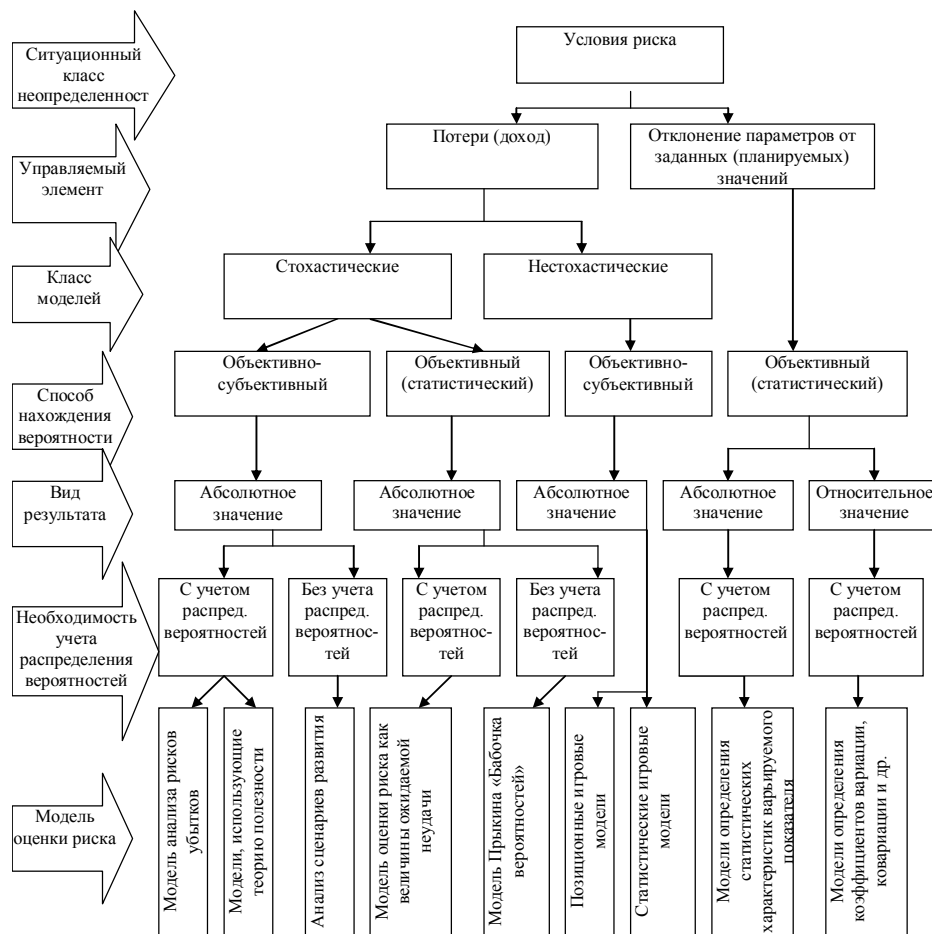 Ситуационный
класс
неопределенност
Условия риска
Управляемый
элемент
Потери (доход)
Отклонение параметров от
заданных (планируемых)
значений
Класс
моделей
Стохастические
Нестохастические
Способ
нахождения
вероятности
Объективно-
субъективный
Объективный
(статистический)
Объективно-
субъективный
Объективный
(статистический)
Вид
результата
Абсолютное
значение
Абсолютное
значение
Абсолютное
значение
Абсолютное
значение
Относительное
значение
Необходимость
учета
распределения
вероятностей
С учетом
распред.
вероятностей
Без учета
распред.
вероятнос-
тей
С учетом
распред.
вероятнос-
тей
Без учета
распред.
вероятнос-
тей
С учетом
распред.
вероятностей
С учетом
распред.
вероятностей
Модель
оценки риска
Модель анализа рисков
убытков
Модели, использующие
теорию полезности
Анализ сценариев развития
Модель оценки риска как
величины ожидаемой
неудачи
Модель Прыкина «Бабочка
вероятностей»
Позиционные игровые
модели
Статистические игровые
модели
Модели определения
статистических
характеристик варьируемого
показателя
Модели определения
коэффициентов вариации,
ковариации и др.